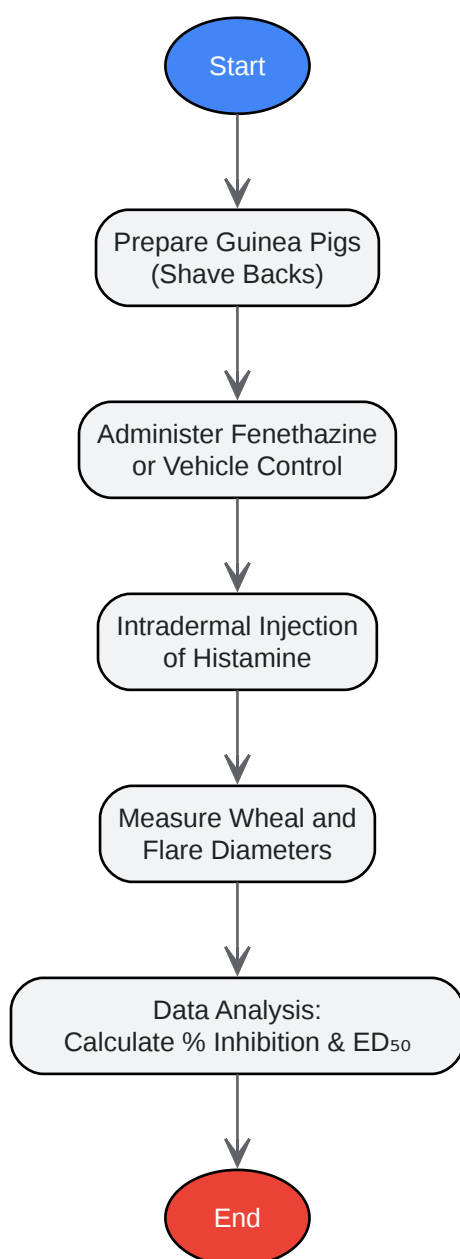 Start
Prepare Guinea Pigs
(Shave Backs)
Administer Fenethazine
or Vehicle Control
Intradermal Injection
of Histamine
Measure Wheal and
Flare Diameters
Data Analysis:
Calculate % Inhibition & ED₅₀
End